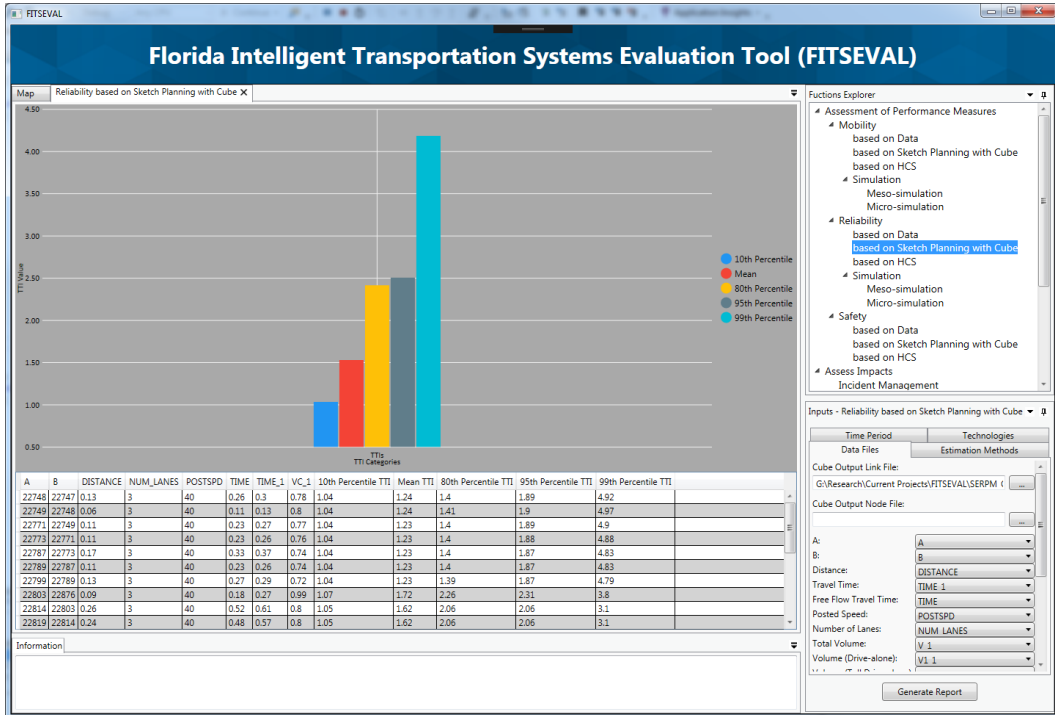 FITSEVAL
Florida Intelligent Transportation Systems Evaluation Tool (FITSEVAL)
Map
Reliability based on Sketch Planning with Cube X
4.50
4.00
3.50
3.00
2.50
2.00
1.50
1.00
0.50
TTI Value
TTIs
TTI Categories
10th Percentile
Mean
80th Percentile
95th Percentile
99th Percentile
A B DISTANCE NUM_LANES POSTSPD TIME TIME_1 VC_1 10th Percentile TTI Mean TTI 80th Percentile TTI 95th Percentile TTI 99th Percentile TTI
22748 22747 0.13 3 40 0.26 0.3 0.78 1.04 1.24 1.4 1.89 4.92
22749 22748 0.06 3 40 0.11 0.13 0.8 1.04 1.24 1.41 1.9 4.97
22771 22749 0.11 3 40 0.23 0.27 0.77 1.04 1.23 1.4 1.89 4.9
22773 22771 0.11 3 40 0.23 0.26 0.76 1.04 1.23 1.4 1.88 4.88
22787 22773 0.17 3 40 0.33 0.37 0.74 1.04 1.23 1.4 1.87 4.83
22789 22787 0.11 3 40 0.23 0.26 0.74 1.04 1.23 1.4 1.87 4.83
22799 22789 0.13 3 40 0.27 0.29 0.72 1.04 1.23 1.39 1.87 4.79
22803 22876 0.09 3 40 0.18 0.27 0.99 1.07 1.72 2.26 2.31 3.8
22814 22803 0.26 3 40 0.52 0.61 0.8 1.05 1.62 2.06 2.06 3.1
22819 22814 0.24 3 40 0.48 0.57 0.8 1.05 1.62 2.06 2.06 3.1
Information
Fuctions Explorer
Assessment of Performance Measures
Mobility
based on Data
based on Sketch Planning with Cube
based on HCS
Simulation
Meso-simulation
Micro-simulation
Reliability
based on Data
based on Sketch Planning with Cube
based on HCS
Simulation
Meso-simulation
Micro-simulation
Safety
based on Data
based on Sketch Planning with Cube
based on HCS
Assess Impacts
Incident Management
Inputs - Reliability based on Sketch Planning with Cube
Time Period
Technologies
Data Files
Estimation Methods
Cube Output Link File:
G:\Research\Current Projects\FITSEVAL\SERPM ...
Cube Output Node File:
...
A: A
B: B
Distance: DISTANCE
Travel Time: TIME 1
Free Flow Travel Time: TIME
Posted Speed: POSTSPD
Number of Lanes: NUM LANES
Total Volume: V 1
Volume (Drive-alone): V1 1
Generate Report